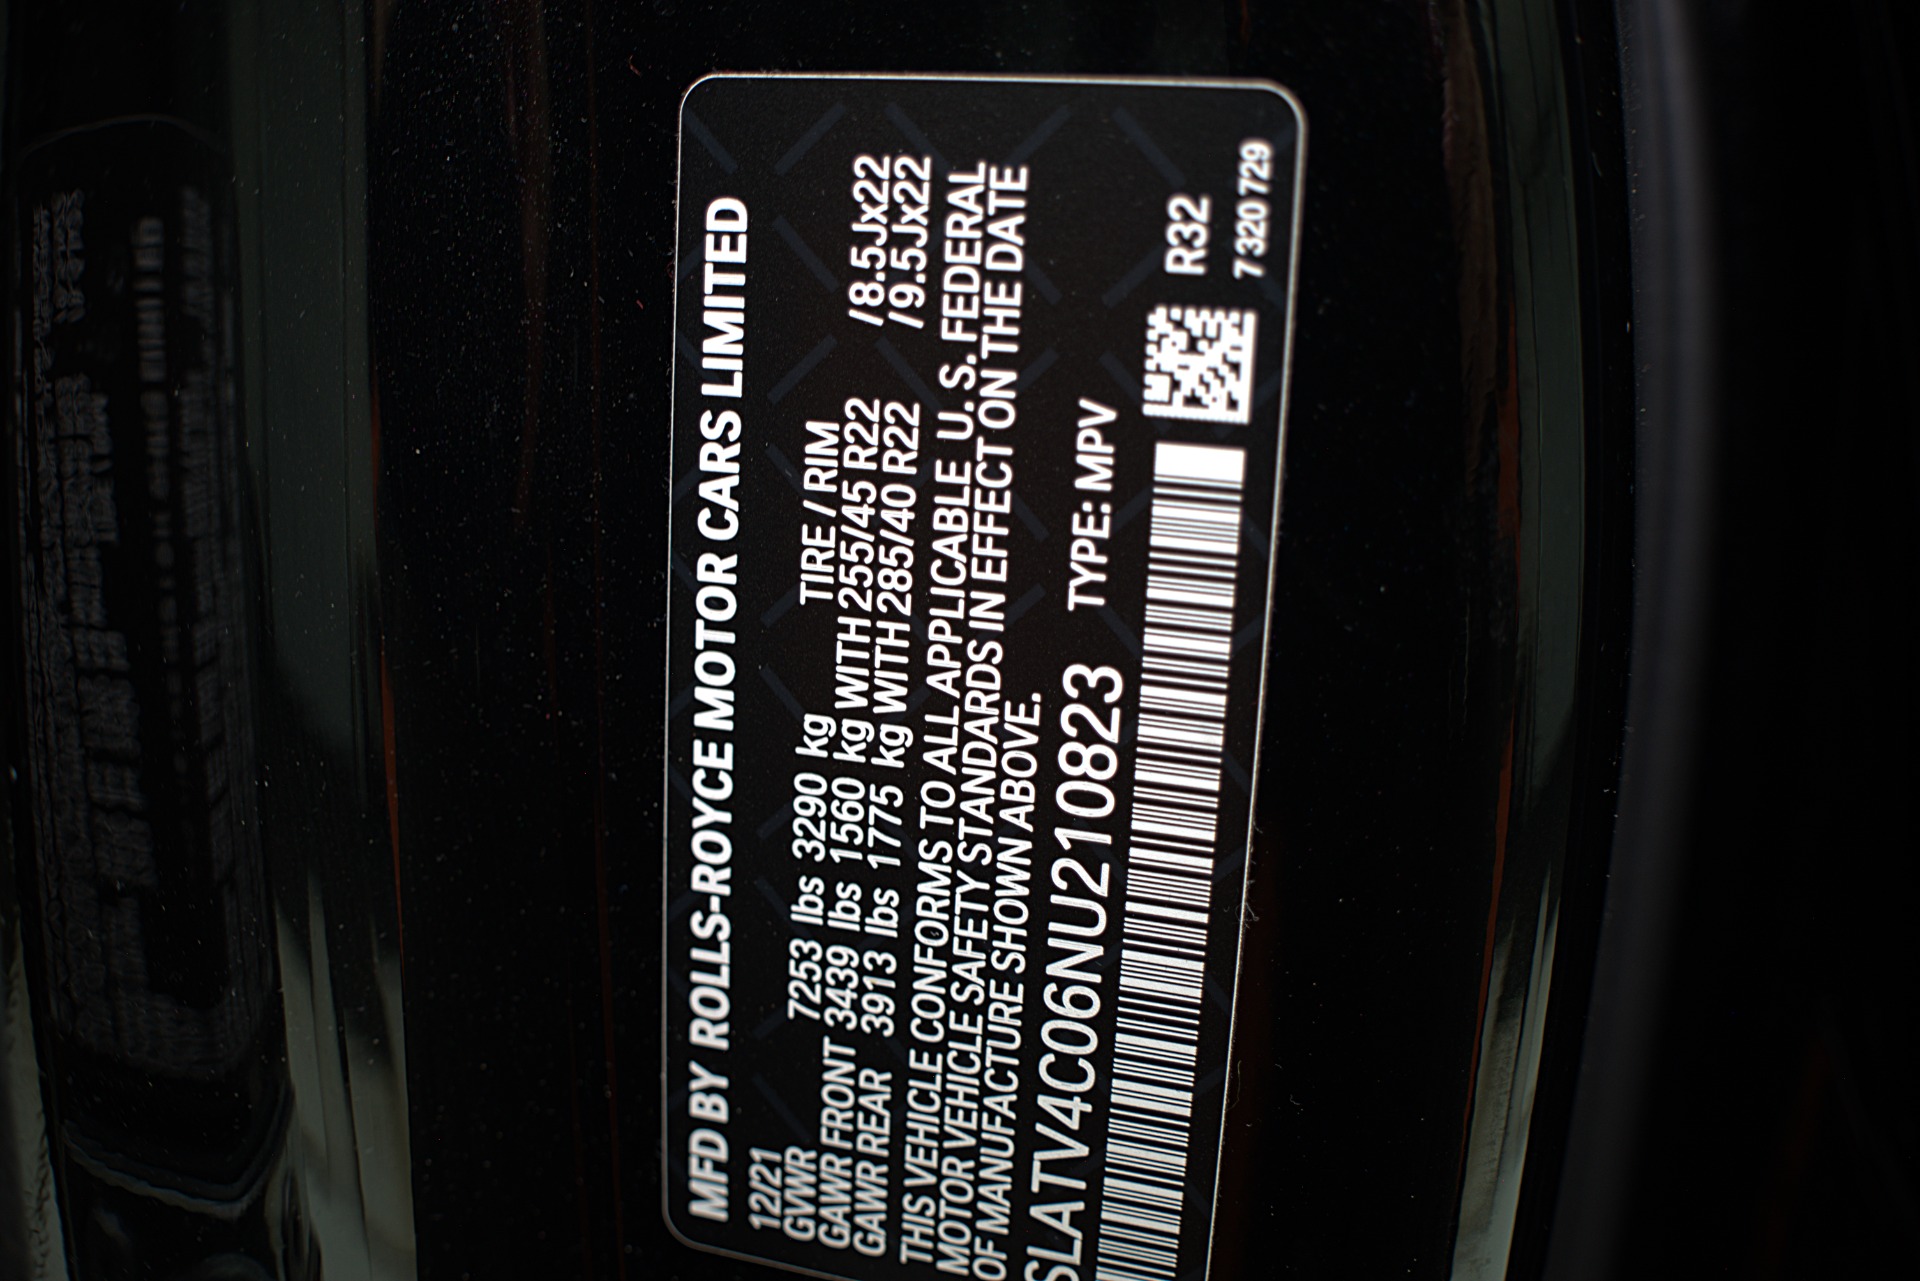 MFD BY ROLLS-ROYCE MOTOR CARS LIMITED
12/21
GVWR 7253 lbs 3290 kg TIRE / RIM
GAWR FRONT 3439 lbs 1560 kg WITH 255/45 R22 / 8.5Jx22
GAWR REAR 3913 lbs 1775 kg WITH 285/40 R22 / 9.5Jx22
THIS VEHICLE CONFORMS TO ALL APPLICABLE U.S. FEDERAL
MOTOR VEHICLE SAFETY STANDARDS IN EFFECT ON THE DATE
OF MANUFACTURE SHOWN ABOVE.
SLATV4C06NU210823 TYPE: MPV
R32
7 320 729